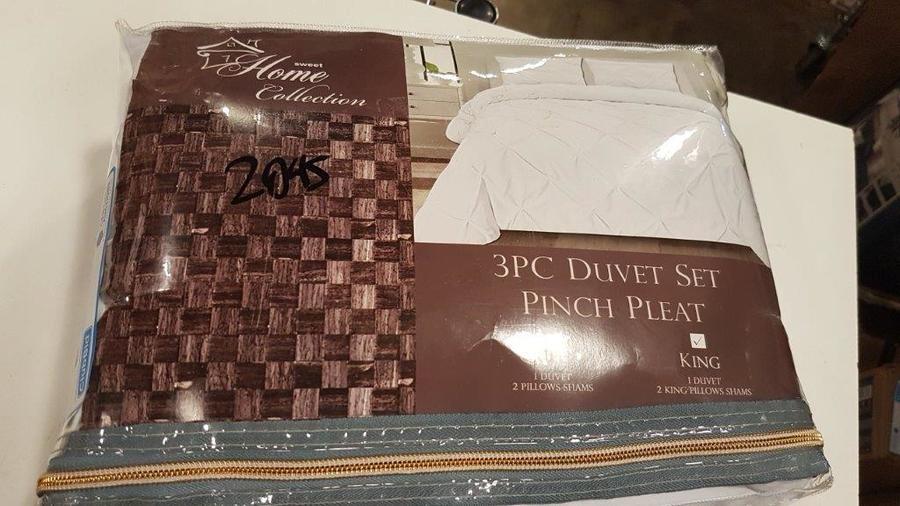 sweet
Home
Collection
2045
3PC DUVET SET
PINCH PLEAT
KING
1 DUVET
2 PILLOWS SHAMS
1 DUVET
2 KING PILLOWS SHAMS